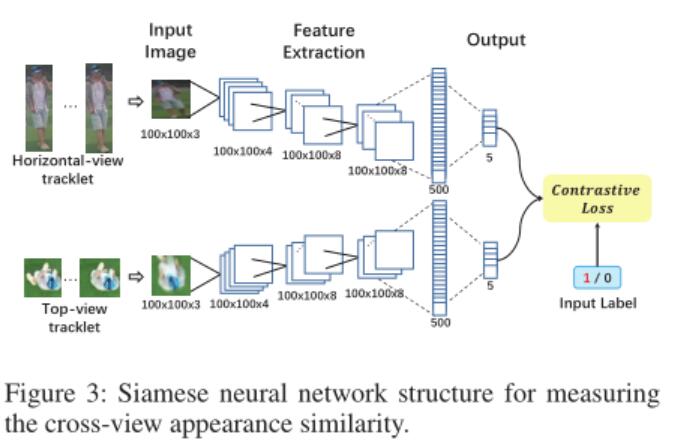 Input
Image
Feature
Extraction
Output
...
100x100x3
100x100x4
100x100x8
100x100x8
500
5
Horizontal-view
tracklet
Contrastive
Loss
1 / 0
Input Label
...
100x100x3
100x100x4
100x100x8
100x100x8
500
5
Top-view
tracklet
Figure 3: Siamese neural network structure for measuring
the cross-view appearance similarity.